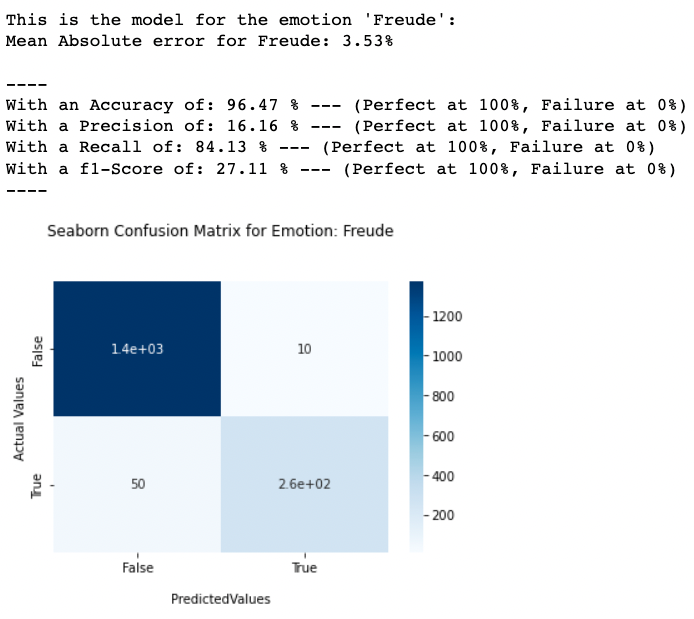 This is the model for the emotion 'Freude':
Mean Absolute error for Freude: 3.53%
----
With an Accuracy of: 96.47 % --- (Perfect at 100%, Failure at 0%)
With a Precision of: 16.16 % --- (Perfect at 100%, Failure at 0%)
With a Recall of: 84.13 % --- (Perfect at 100%, Failure at 0%)
With a f1-Score of: 27.11 % --- (Perfect at 100%, Failure at 0%)
----
Seaborn Confusion Matrix for Emotion: Freude
Actual Values
False
1.4e+03
10
True
50
2.6e+02
False
True
PredictedValues
1200
1000
800
600
400
200